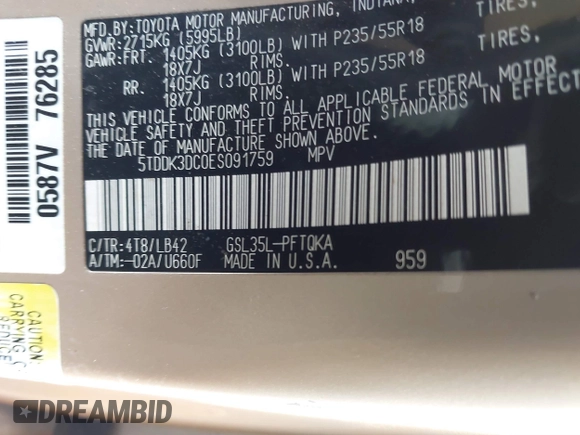 MFD.BY:TOYOTA MOTOR MANUFACTURING, INDIANA,
GVWR:2715KG (5995LB)
GAWR:FRT. 1405KG (3100LB) WITH P235/55R18 TIRES,
18X7J RIMS.
RR. 1405KG (3100LB) WITH P235/55R18 TIRES,
18X7J RIMS.
THIS VEHICLE CONFORMS TO ALL APPLICABLE FEDERAL MOTOR
VEHICLE SAFETY AND THEFT PREVENTION STANDARDS IN EFFECT
THE DATE OF MANUFACTURE SHOWN ABOVE.
5TDDK3DC0ES091759 MPV
C/TR:4T8/LB42 GSL35L-PFTQKA
A/TM:-02A/U660F MADE IN U.S.A. 959
0587V 76285
CAUTION:
CARRYING
REDUCE
DREAMBID